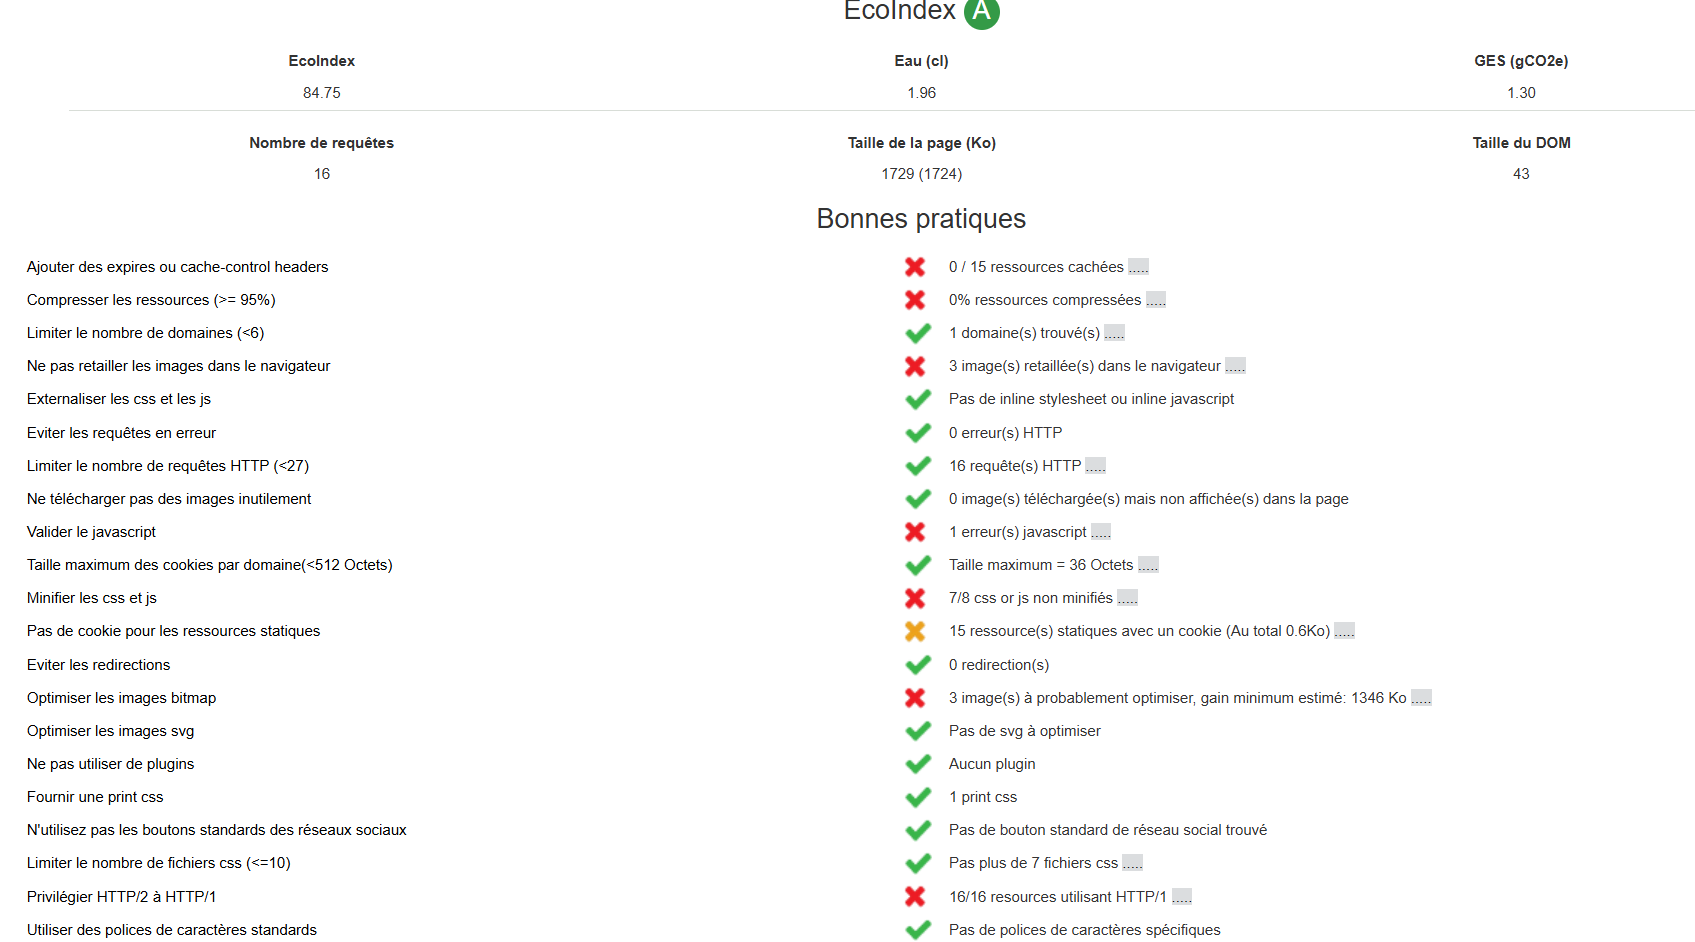 EcoIndex A
EcoIndex Eau (cl) GES (gCO2e)
84.75 1.96 1.30
Nombre de requêtes Taille de la page (Ko) Taille du DOM
16 1729 (1724) 43
Bonnes pratiques
Ajouter des expires ou cache-control headers 0 / 15 ressources cachées .....
Compresser les ressources (>= 95%) 0% ressources compressées .....
Limiter le nombre de domaines (<6) 1 domaine(s) trouvé(s) .....
Ne pas retailler les images dans le navigateur 3 image(s) retaillée(s) dans le navigateur .....
Externaliser les css et les js Pas de inline stylesheet ou inline javascript
Eviter les requêtes en erreur 0 erreur(s) HTTP
Limiter le nombre de requêtes HTTP (<27) 16 requête(s) HTTP .....
Ne télécharger pas des images inutilement 0 image(s) téléchargée(s) mais non affichée(s) dans la page
Valider le javascript 1 erreur(s) javascript .....
Taille maximum des cookies par domaine(<512 Octets) Taille maximum = 36 Octets .....
Minifier les css et js 7/8 css or js non minifiés .....
Pas de cookie pour les ressources statiques 15 ressource(s) statiques avec un cookie (Au total 0.6Ko) .....
Eviter les redirections 0 redirection(s)
Optimiser les images bitmap 3 image(s) à probablement optimiser, gain minimum estimé: 1346 Ko .....
Optimiser les images svg Pas de svg à optimiser
Ne pas utiliser de plugins Aucun plugin
Fournir une print css 1 print css
N'utilisez pas les boutons standards des réseaux sociaux Pas de bouton standard de réseau social trouvé
Limiter le nombre de fichiers css (<=10) Pas plus de 7 fichiers css .....
Privilégier HTTP/2 à HTTP/1 16/16 resources utilisant HTTP/1 .....
Utiliser des polices de caractères standards Pas de polices de caractères spécifiques